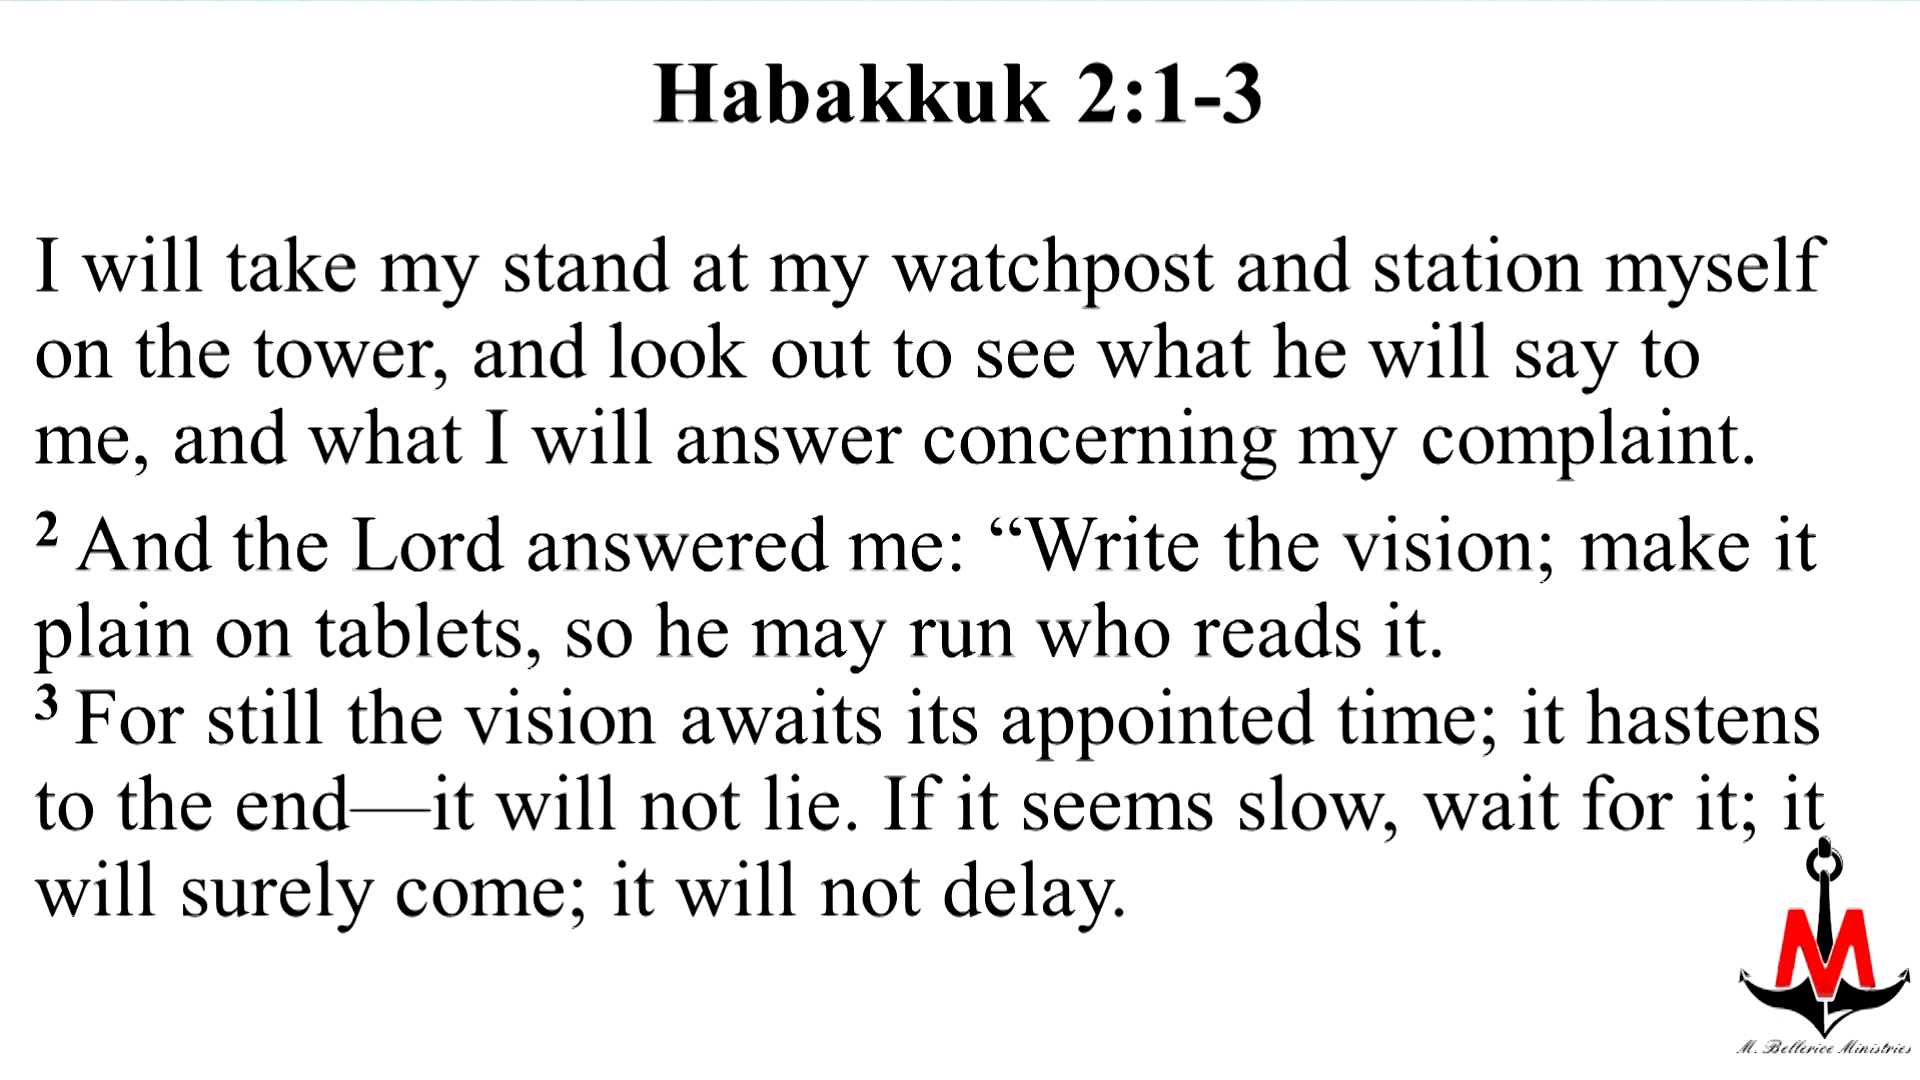 Habakkuk 2:1-3
I will take my stand at my watchpost and station myself
on the tower, and look out to see what he will say to
me, and what I will answer concerning my complaint.
2 And the Lord answered me: “Write the vision; make it
plain on tablets, so he may run who reads it.
3 For still the vision awaits its appointed time; it hastens
to the end—it will not lie. If it seems slow, wait for it; it
will surely come; it will not delay.
M
M. Bellerice Ministries